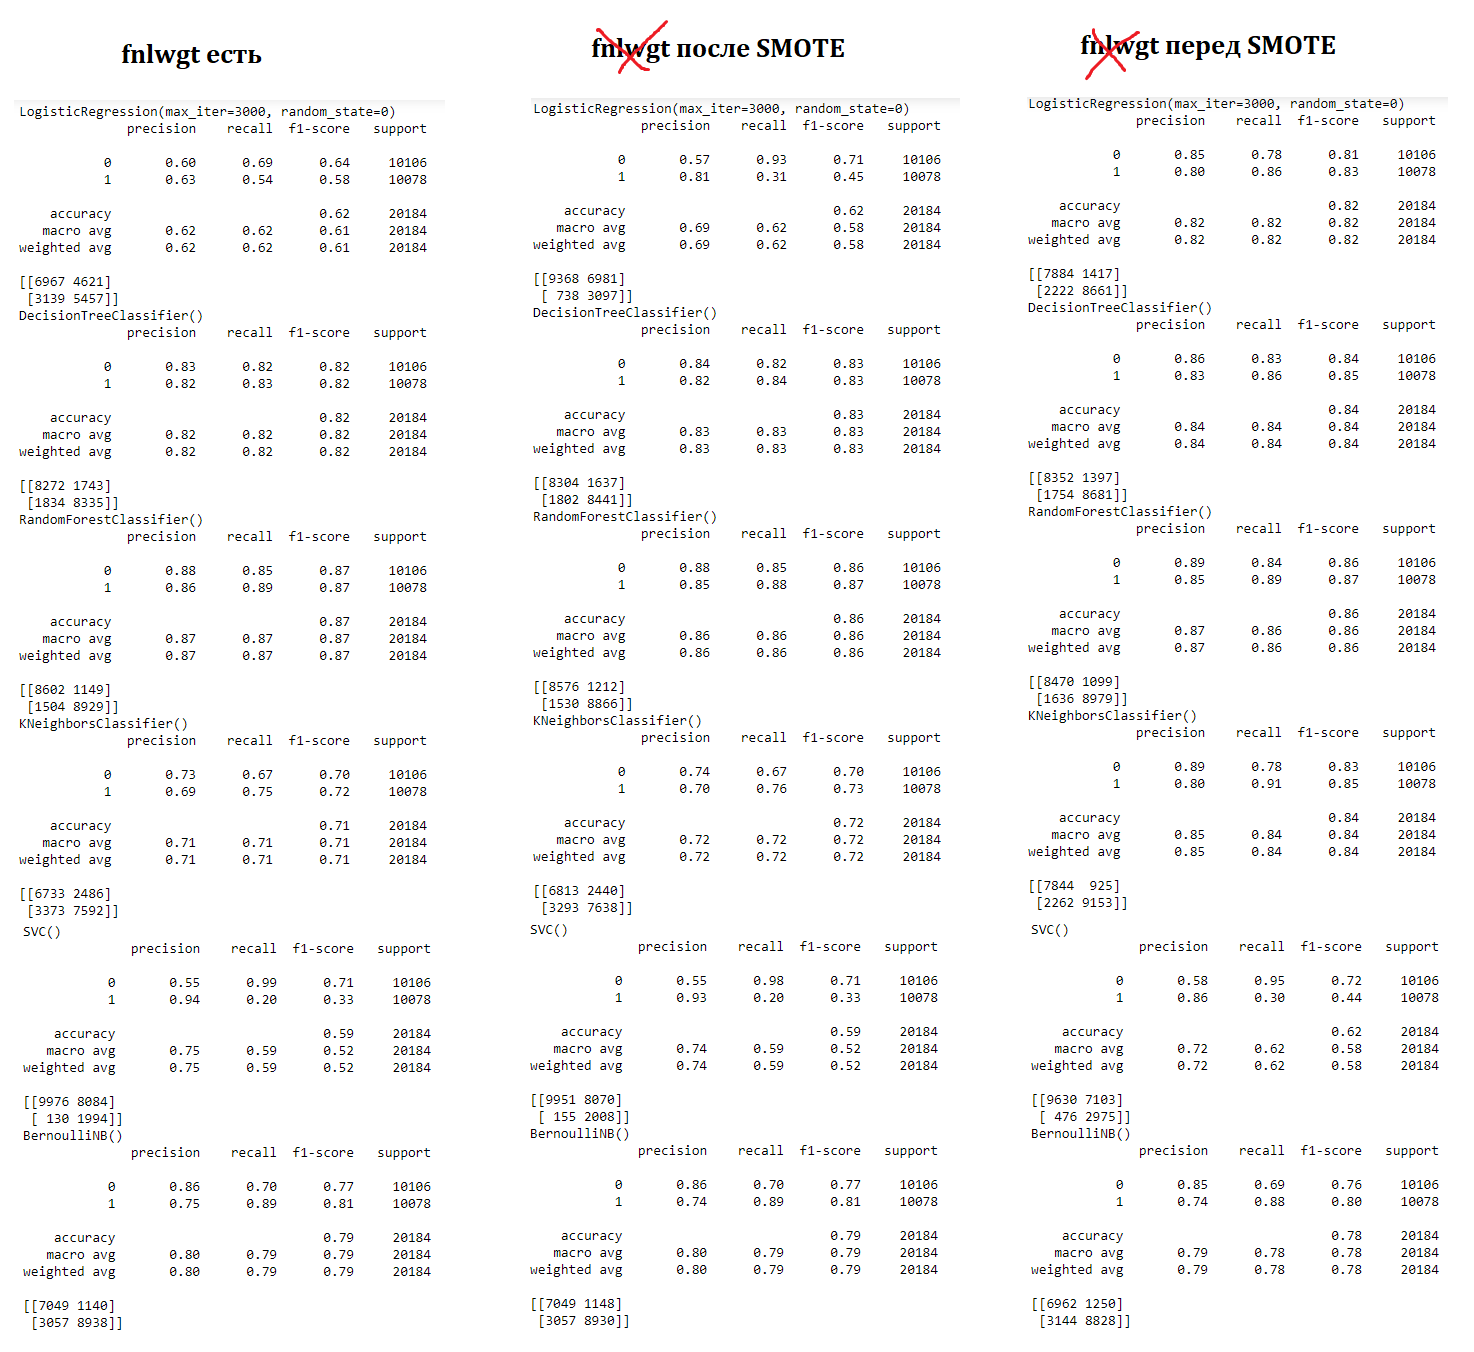 fnlwgt есть
LogisticRegression(max_iter=3000, random_state=0)
precision recall f1-score support
0 0.60 0.69 0.64 10106
1 0.63 0.54 0.58 10078
accuracy 0.62 20184
macro avg 0.62 0.62 0.61 20184
weighted avg 0.62 0.62 0.61 20184
[[6967 4621]
[3139 5457]]
DecisionTreeClassifier()
precision recall f1-score support
0 0.83 0.82 0.82 10106
1 0.82 0.83 0.82 10078
accuracy 0.82 20184
macro avg 0.82 0.82 0.82 20184
weighted avg 0.82 0.82 0.82 20184
[[8272 1743]
[1834 8335]]
RandomForestClassifier()
precision recall f1-score support
0 0.88 0.85 0.87 10106
1 0.86 0.89 0.87 10078
accuracy 0.87 20184
macro avg 0.87 0.87 0.87 20184
weighted avg 0.87 0.87 0.87 20184
[[8602 1149]
[1504 8929]]
KNeighborsClassifier()
precision recall f1-score support
0 0.73 0.67 0.70 10106
1 0.69 0.75 0.72 10078
accuracy 0.71 20184
macro avg 0.71 0.71 0.71 20184
weighted avg 0.71 0.71 0.71 20184
[[6733 2486]
[3373 7592]]
SVC()
precision recall f1-score support
0 0.55 0.99 0.71 10106
1 0.94 0.20 0.33 10078
accuracy 0.59 20184
macro avg 0.75 0.59 0.52 20184
weighted avg 0.75 0.59 0.52 20184
[[9976 8084]
[ 130 1994]]
BernoulliNB()
precision recall f1-score support
0 0.86 0.70 0.77 10106
1 0.75 0.89 0.81 10078
accuracy 0.79 20184
macro avg 0.80 0.79 0.79 20184
weighted avg 0.80 0.79 0.79 20184
[[7049 1140]
[3057 8938]]
fnlwgt после SMOTE
LogisticRegression(max_iter=3000, random_state=0)
precision recall f1-score support
0 0.57 0.93 0.71 10106
1 0.81 0.31 0.45 10078
accuracy 0.62 20184
macro avg 0.69 0.62 0.58 20184
weighted avg 0.69 0.62 0.58 20184
[[9368 6981]
[ 738 3097]]
DecisionTreeClassifier()
precision recall f1-score support
0 0.84 0.82 0.83 10106
1 0.82 0.84 0.83 10078
accuracy 0.83 20184
macro avg 0.83 0.83 0.83 20184
weighted avg 0.83 0.83 0.83 20184
[[8304 1637]
[1802 8441]]
RandomForestClassifier()
precision recall f1-score support
0 0.88 0.85 0.86 10106
1 0.85 0.88 0.87 10078
accuracy 0.86 20184
macro avg 0.86 0.86 0.86 20184
weighted avg 0.86 0.86 0.86 20184
[[8576 1212]
[1530 8866]]
KNeighborsClassifier()
precision recall f1-score support
0 0.74 0.67 0.70 10106
1 0.70 0.76 0.73 10078
accuracy 0.72 20184
macro avg 0.72 0.72 0.72 20184
weighted avg 0.72 0.72 0.72 20184
[[6813 2440]
[3293 7638]]
SVC()
precision recall f1-score support
0 0.55 0.98 0.71 10106
1 0.93 0.20 0.33 10078
accuracy 0.59 20184
macro avg 0.74 0.59 0.52 20184
weighted avg 0.74 0.59 0.52 20184
[[9951 8070]
[ 155 2008]]
BernoulliNB()
precision recall f1-score support
0 0.86 0.70 0.77 10106
1 0.74 0.89 0.81 10078
accuracy 0.79 20184
macro avg 0.80 0.79 0.79 20184
weighted avg 0.80 0.79 0.79 20184
[[7049 1148]
[3057 8930]]
fnlwgt перед SMOTE
LogisticRegression(max_iter=3000, random_state=0)
precision recall f1-score support
0 0.85 0.78 0.81 10106
1 0.80 0.86 0.83 10078
accuracy 0.82 20184
macro avg 0.82 0.82 0.82 20184
weighted avg 0.82 0.82 0.82 20184
[[7884 1417]
[2222 8661]]
DecisionTreeClassifier()
precision recall f1-score support
0 0.86 0.83 0.84 10106
1 0.83 0.86 0.85 10078
accuracy 0.84 20184
macro avg 0.84 0.84 0.84 20184
weighted avg 0.84 0.84 0.84 20184
[[8352 1397]
[1754 8681]]
RandomForestClassifier()
precision recall f1-score support
0 0.89 0.84 0.86 10106
1 0.85 0.89 0.87 10078
accuracy 0.86 20184
macro avg 0.87 0.86 0.86 20184
weighted avg 0.87 0.86 0.86 20184
[[8470 1099]
[1636 8979]]
KNeighborsClassifier()
precision recall f1-score support
0 0.89 0.78 0.83 10106
1 0.80 0.91 0.85 10078
accuracy 0.84 20184
macro avg 0.85 0.84 0.84 20184
weighted avg 0.85 0.84 0.84 20184
[[7844 925]
[2262 9153]]
SVC()
precision recall f1-score support
0 0.58 0.95 0.72 10106
1 0.86 0.30 0.44 10078
accuracy 0.62 20184
macro avg 0.72 0.62 0.58 20184
weighted avg 0.72 0.62 0.58 20184
[[9630 7103]
[ 476 2975]]
BernoulliNB()
precision recall f1-score support
0 0.85 0.69 0.76 10106
1 0.74 0.88 0.80 10078
accuracy 0.78 20184
macro avg 0.79 0.78 0.78 20184
weighted avg 0.79 0.78 0.78 20184
[[6962 1250]
[3144 8828]]